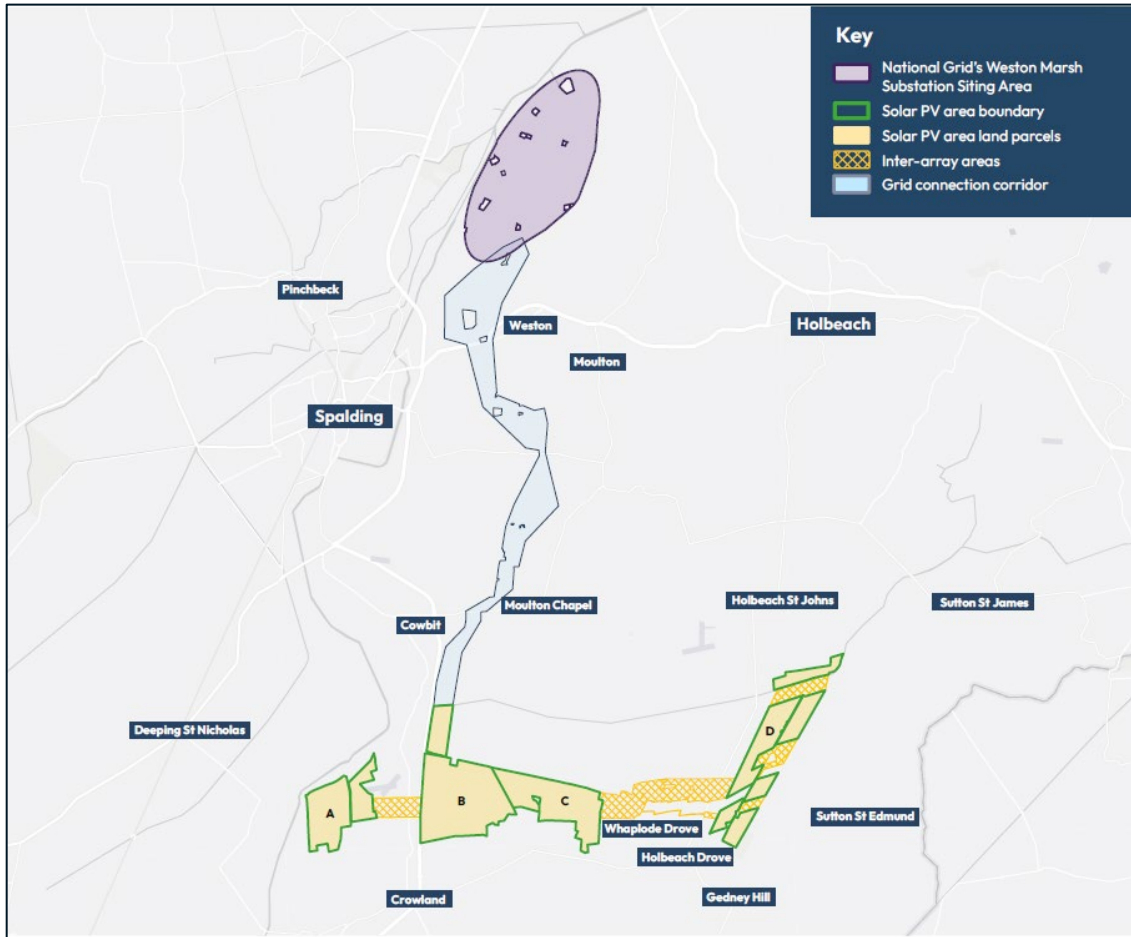 Key
National Grid's Weston Marsh
Substation Siting Area
Solar PV area boundary
Solar PV area land parcels
Inter-array areas
Grid connection corridor
Pinchbeck
Weston
Holbeach
Moulton
Spalding
Moulton Chapel
Holbeach St Johns
Sutton St James
Cowbit
Deeping St Nicholas
D
A
B
C
Whaplode Drove
Sutton St Edmund
Holbeach Drove
Crowland
Gedney Hill